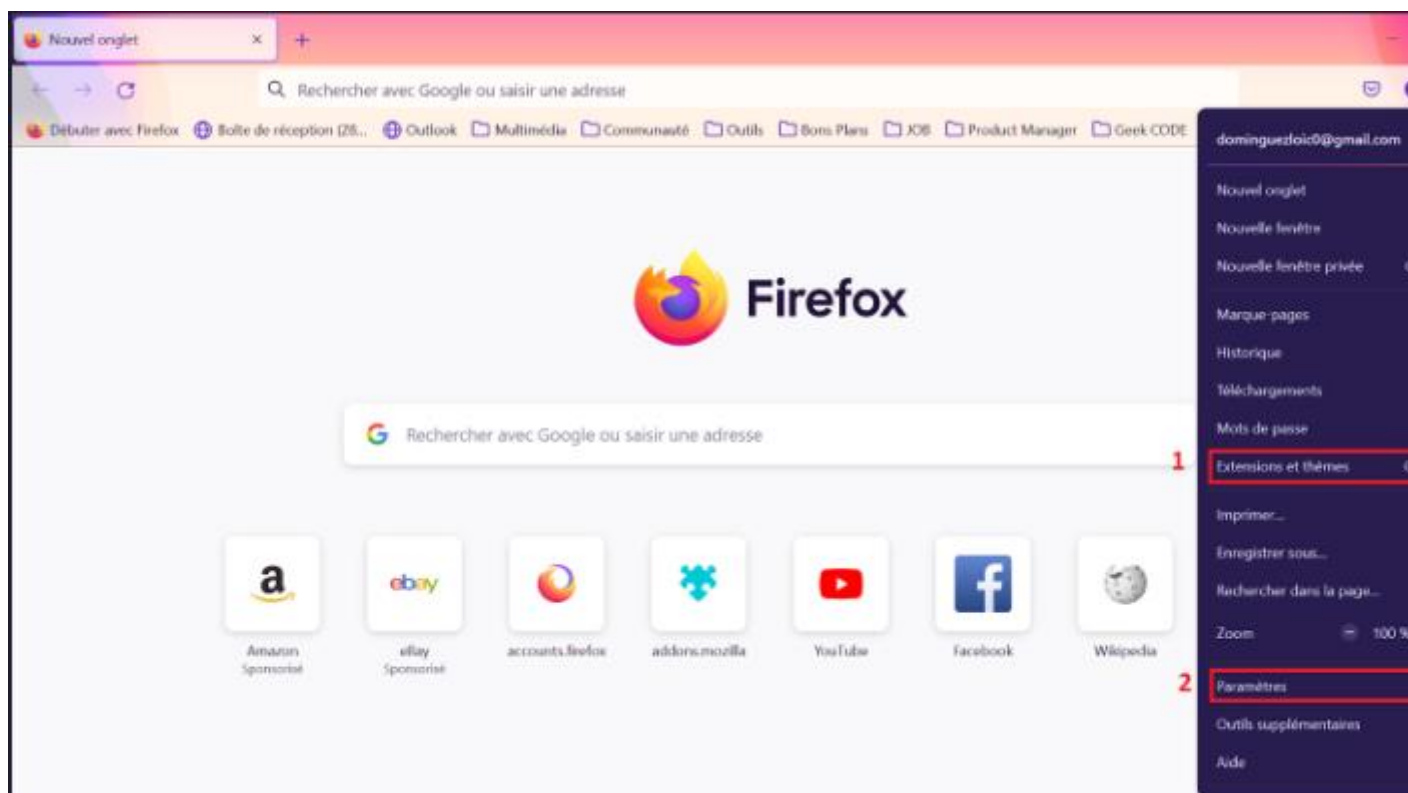 Nouvel onglet
Rechercher avec Google ou saisir une adresse
Débuter avec Firefox Boîte de réception (28... Outlook Multimédia Communauté Outils Bons Plans JOB Product Manager Geek CODE
dominguezloic0@gmail.com
Nouvel onglet
Nouvelle fenêtre
Nouvelle fenêtre privée
Marque-pages
Historique
Téléchargements
Mots de passe
1 Extensions et thèmes
Imprimer...
Enregistrer sous...
Rechercher dans la page...
Zoom 100 %
2 Paramètres
Outils supplémentaires
Aide
Firefox
Rechercher avec Google ou saisir une adresse
a ebay
Amazon eBay accounts.firefox addons.mozilla YouTube Facebook Wikipedia
Sponsorisé Sponsorisé